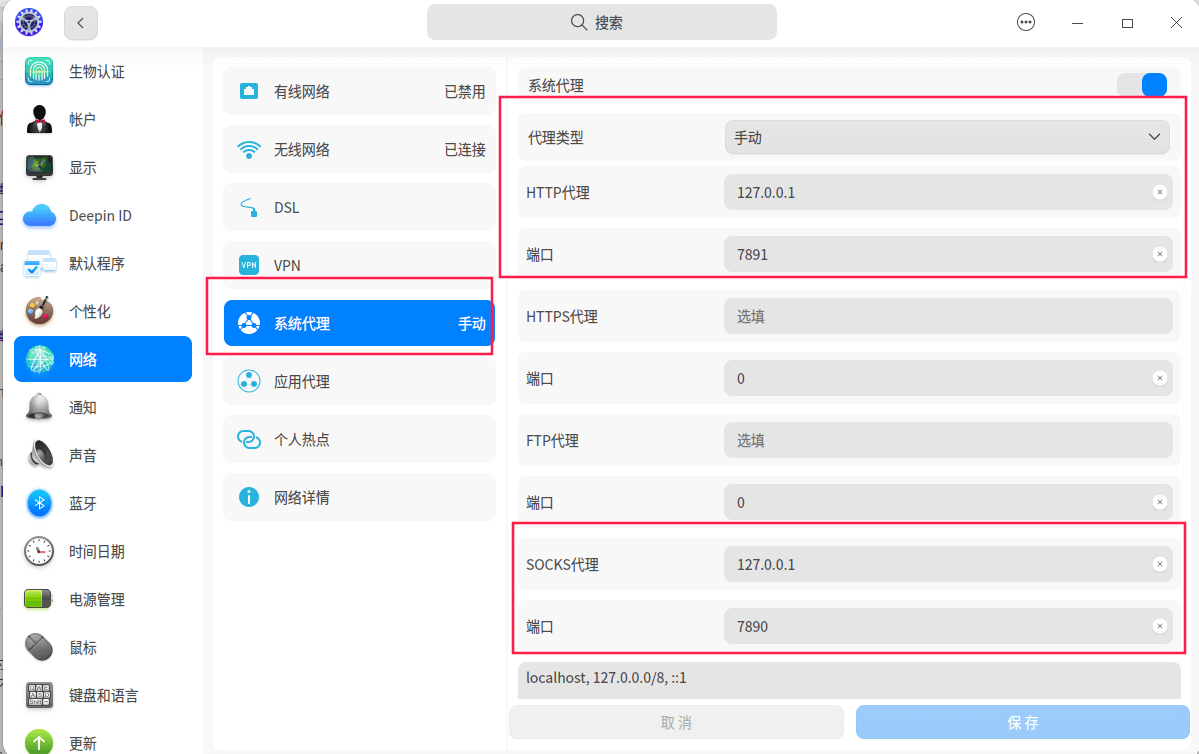 搜索
生物认证
帐户
显示
Deepin ID
默认程序
个性化
网络
通知
声音
蓝牙
时间日期
电源管理
鼠标
键盘和语言
更新
有线网络 已禁用
无线网络 已连接
DSL
VPN VPN
系统代理 手动
应用代理
个人热点
网络详情
系统代理
代理类型 手动
HTTP代理 127.0.0.1
端口 7891
HTTPS代理 选填
端口 0
FTP代理 选填
端口 0
SOCKS代理 127.0.0.1
端口 7890
localhost, 127.0.0.0/8, ::1
取消 保存